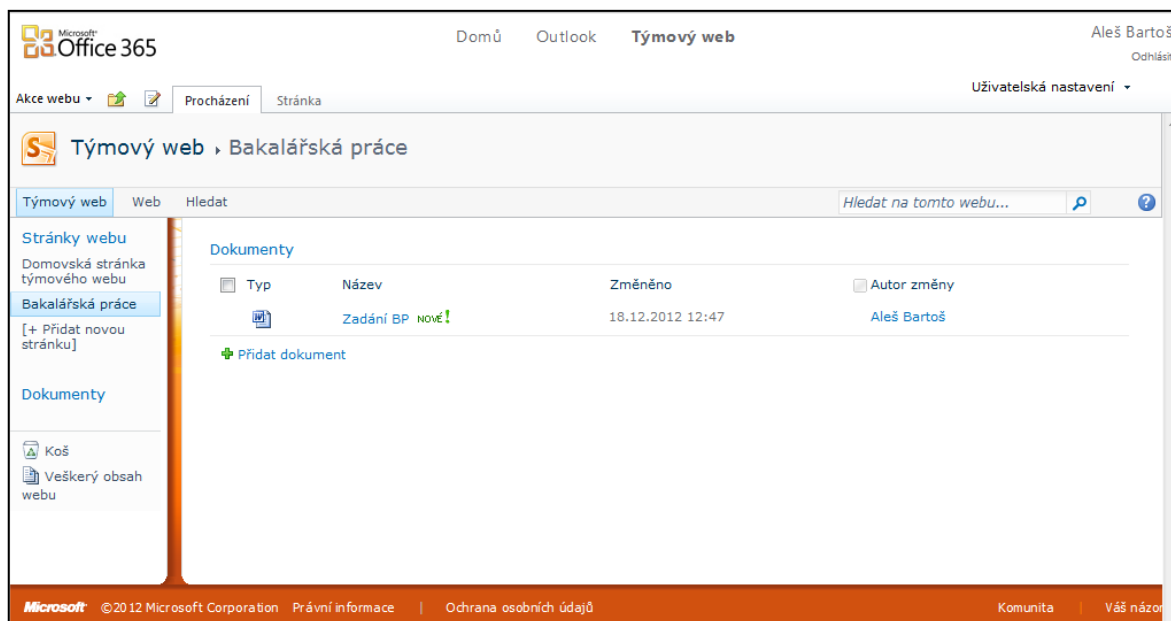 Microsoft
Office 365
Domů Outlook Týmový web
Aleš Bartoš
Odhlási
Akce webu Procházení Stránka
Uživatelská nastavení
Týmový web Bakalářská práce
Týmový web Web Hledat
Hledat na tomto webu...
Stránky webu
Domovská stránka
týmového webu
Bakalářská práce
[+ Přidat novou
stránku]
Dokumenty
Koš
Veškerý obsah
webu
Dokumenty
Typ Název Změněno Autor změny
Zadání BP NOVÉ! 18.12.2012 12:47 Aleš Bartoš
Přidat dokument
Microsoft ©2012 Microsoft Corporation Právní informace | Ochrana osobních údajů Komunita | Váš názor